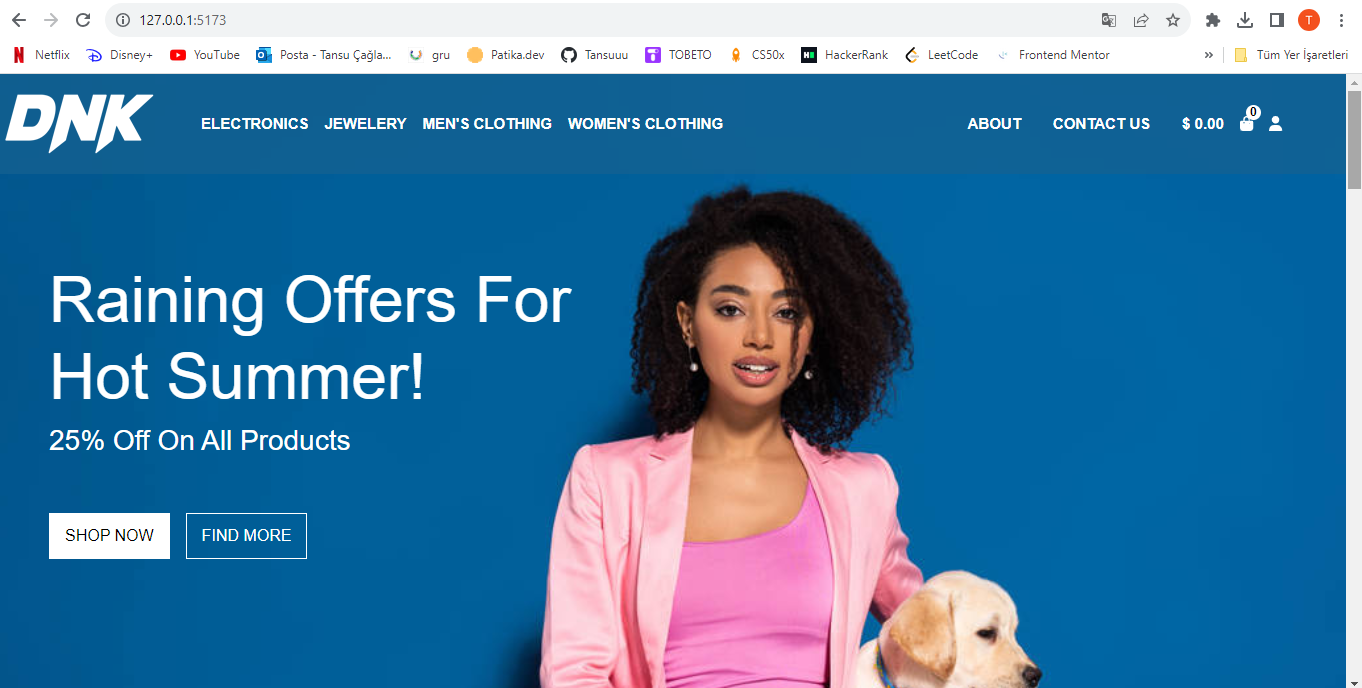 127.0.0.1:5173
T
Netflix Disney+ YouTube Posta - Tansu Çağla... gru Patika.dev Tansuuu TOBETO CS50x HackerRank LeetCode Frontend Mentor » Tüm Yer İşaretleri
DNK ELECTRONICS JEWELERY MEN'S CLOTHING WOMEN'S CLOTHING ABOUT CONTACT US $ 0.00 0
Raining Offers For
Hot Summer!
25% Off On All Products
SHOP NOW FIND MORE